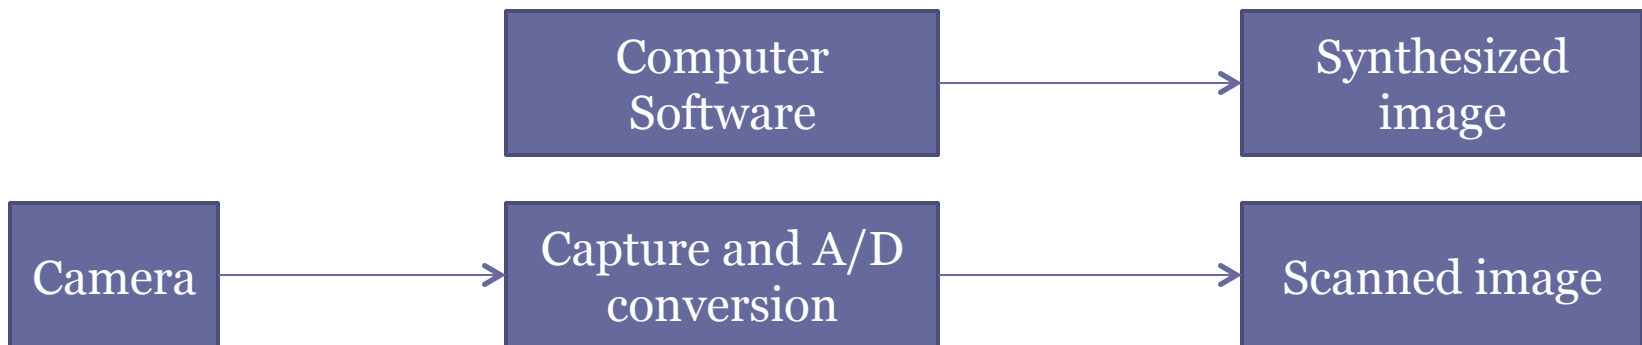 Computer
Software
Synthesized
image
Camera
Capture and A/D
conversion
Scanned image